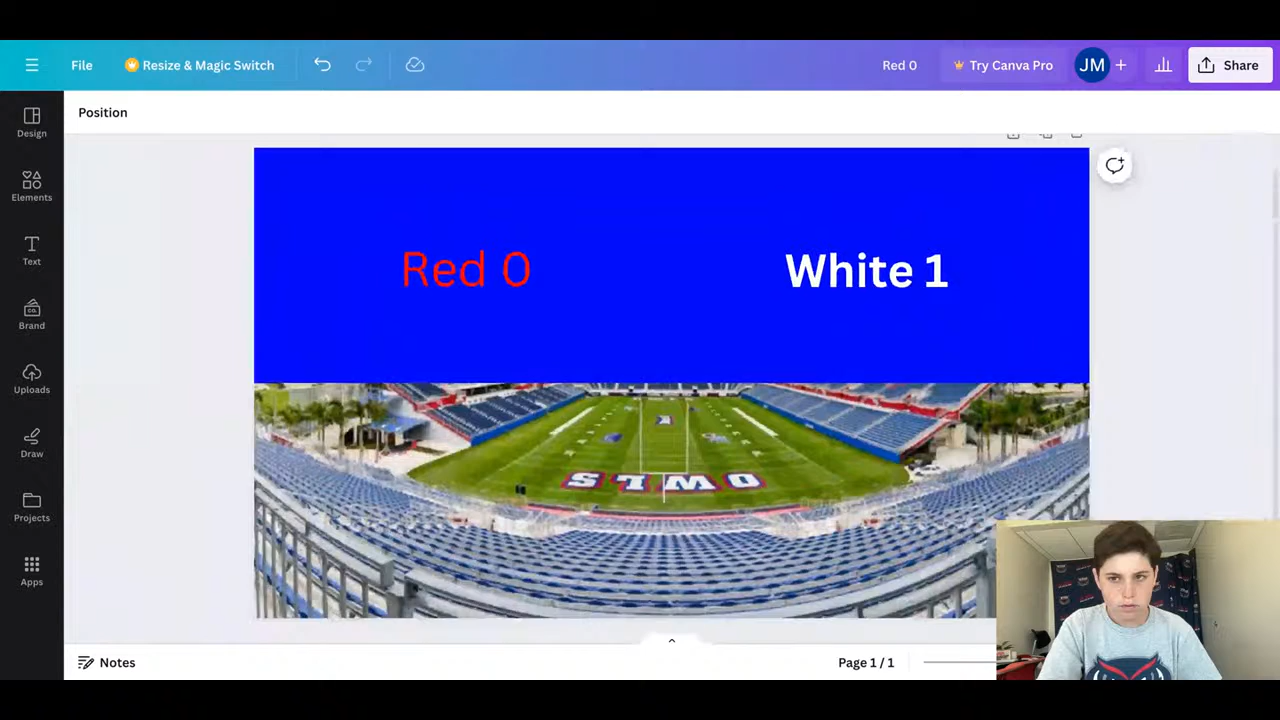 File Resize & Magic Switch Red 0 Try Canva Pro JM + Share
Position
Design
Elements
Text
Brand
Uploads
Draw
Projects
Apps
Red 0 White 1
OWLS
Notes Page 1 / 1